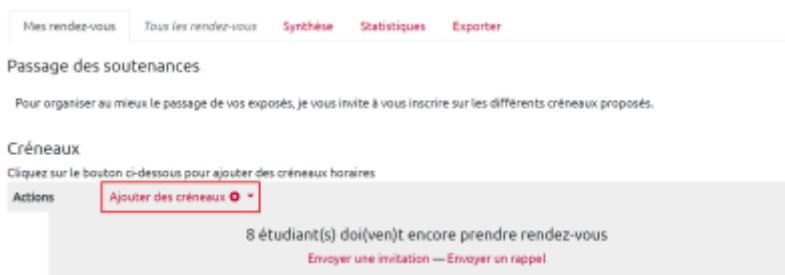 Mes rendez-vous Tous les rendez-vous Synthèse Statistiques Exporter
Passage des soutenances
Pour organiser au mieux le passage de vos exposés, je vous invite à vous inscrire sur les différents créneaux proposés.
Créneaux
Cliquez sur le bouton ci-dessous pour ajouter des créneaux horaires
Actions Ajouter des créneaux
8 étudiant(s) doi(ven)t encore prendre rendez-vous
Envoyer une invitation — Envoyer un rappel